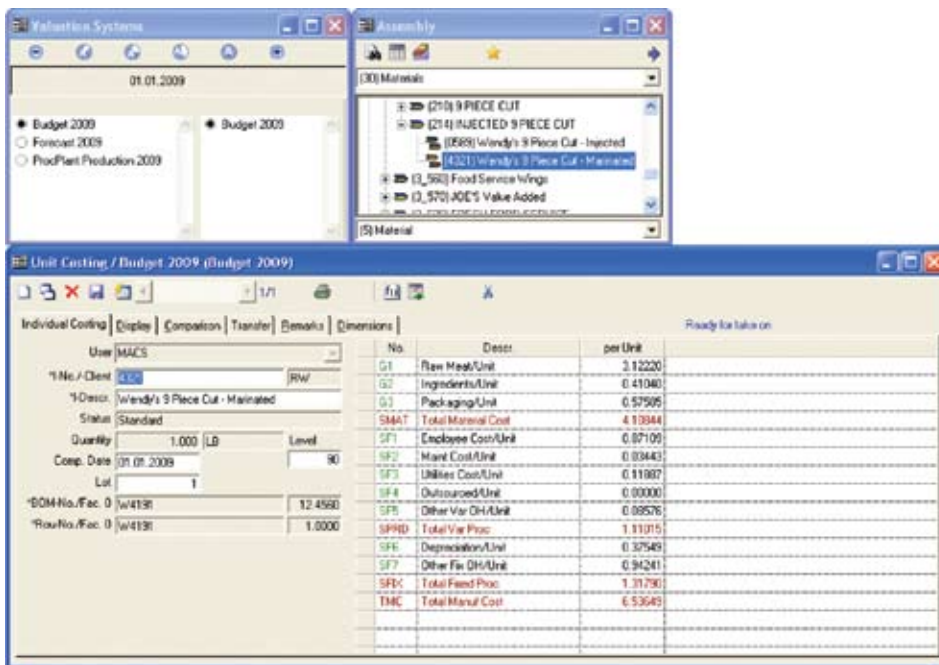 Valuation Systems
01.01.2009
Budget 2009
Forecast 2009
ProcPlant Production 2009
Budget 2009
Assembly
(30) Materials
(210) 9 PIECE CUT
(214) INJECTED 9 PIECE CUT
(0589) Wendy's 9 Piece Cut - Injected
(4321) Wendy's 9 Piece Cut - Marinated
(3_560) Food Service Wings
(3_570) JOE'S Value Added
(5) Material
Unit Costing / Budget 2009 (Budget 2009)
1/1
Individual Costing Display Comparison Transfer Remarks Dimensions
Ready for take on
User MACS
*I-No./-Client 4321 RW
*I-Descr. Wendy's 9 Piece Cut - Marinated
Status Standard
Quantity 1.000 LB Level
Comp. Date 01.01.2009 90
Lot 1
*BOM-No./Fac. 0 W4191 12.4560
*Rou-No./Fac. 0 W4191 1.0000
No. Descr. per Unit
G1 Raw Meat/Unit 3.12220
G2 Ingredients/Unit 0.41040
G3 Packaging/Unit 0.57585
SMAT Total Material Cost 4.10844
SF1 Employee Cost/Unit 0.87109
SF2 Maint Cost/Unit 0.03443
SF3 Utilities Cost/Unit 0.11887
SF4 Outsourced/Unit 0.00000
SF5 Other Var OH/Unit 0.08576
SPRD Total Var Proc 1.11015
SF6 Depreciation/Unit 0.37549
SF7 Other Fix OH/Unit 0.94241
SFIX Total Fixed Proc 1.31790
TMC Total Manuf Cost 6.53649